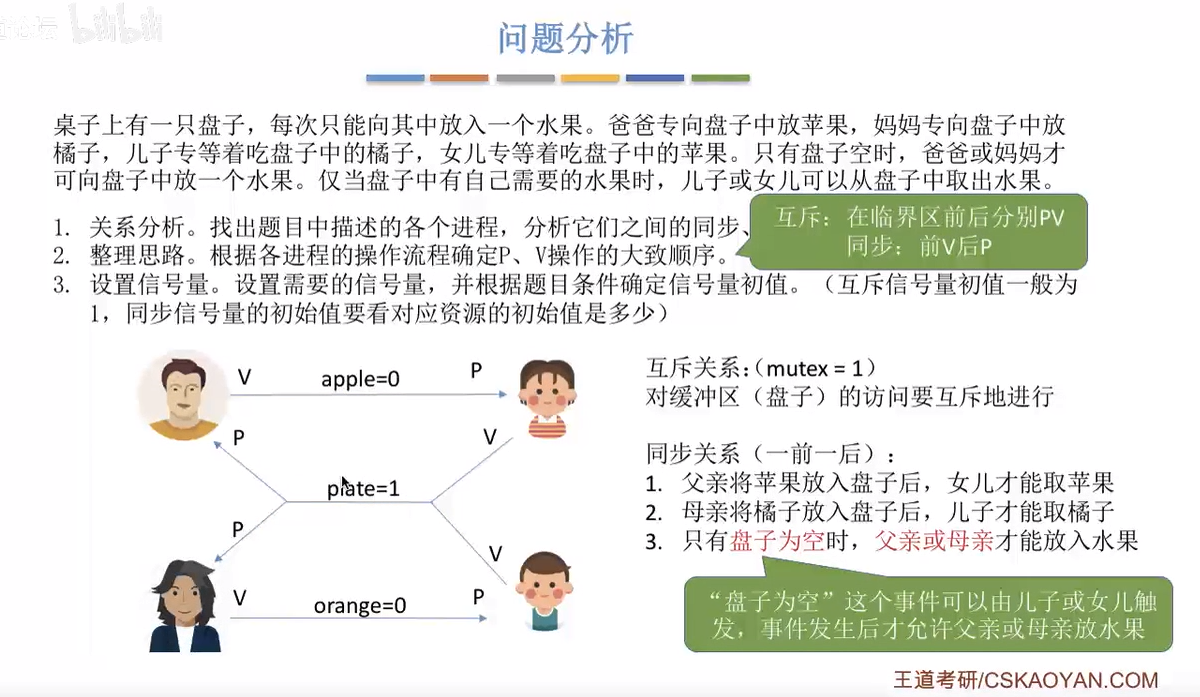 bilibili
问题分析
桌子上有一只盘子，每次只能向其中放入一个水果。爸爸专向盘子中放苹果，妈妈专向盘子中放
橘子，儿子专等着吃盘子中的橘子，女儿专等着吃盘子中的苹果。只有盘子空时，爸爸或妈妈才
可向盘子中放一个水果。仅当盘子中有自己需要的水果时，儿子或女儿可以从盘子中取出水果。
1. 关系分析。找出题目中描述的各个进程，分析它们之间的同步、
2. 整理思路。根据各进程的操作流程确定P、V操作的大致顺序。
3. 设置信号量。设置需要的信号量，并根据题目条件确定信号量初值。（互斥信号量初值一般为
1，同步信号量的初始值要看对应资源的初始值是多少）
互斥：在临界区前后分别PV
同步：前V后P
V apple=0 P
P V
plate=1
P V
V orange=0 P
互斥关系：（mutex = 1）
对缓冲区（盘子）的访问要互斥地进行
同步关系（一前一后）：
1. 父亲将苹果放入盘子后，女儿才能取苹果
2. 母亲将橘子放入盘子后，儿子才能取橘子
3. 只有盘子为空时，父亲或母亲才能放入水果
“盘子为空”这个事件可以由儿子或女儿触
发，事件发生后才允许父亲或母亲放水果
王道考研/CSKAOYAN.COM